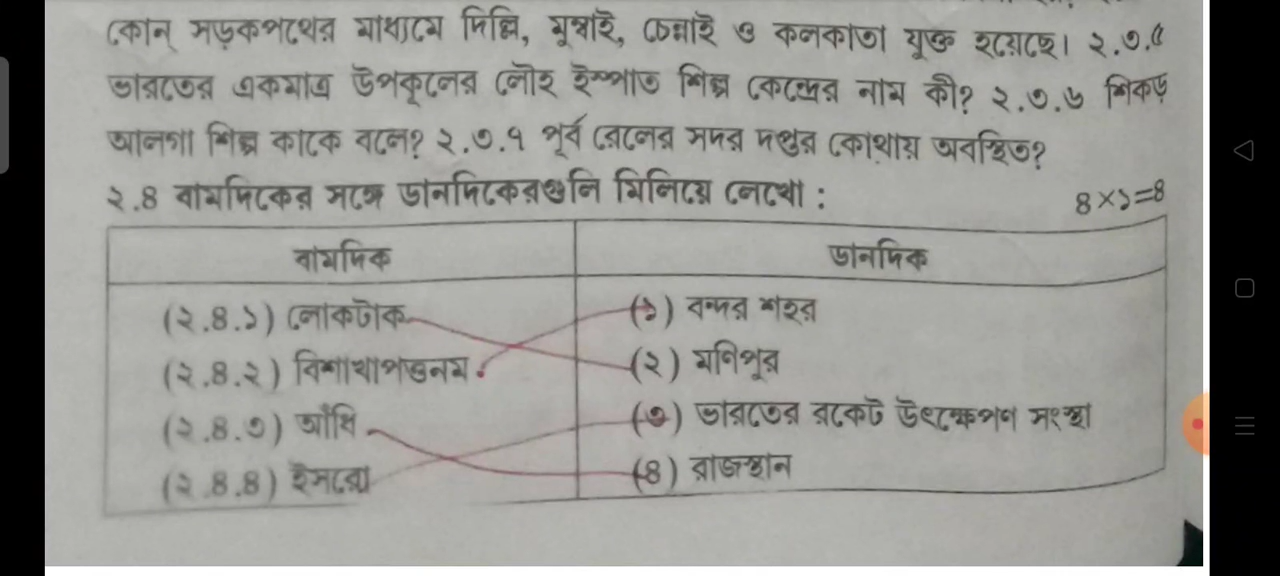 কোন্ সড়কপথের মাধ্যমে দিল্লি, মুম্বাই, চেন্নাই ও কলকাতা যুক্ত হয়েছে। ২.৩.৫
ভারতের একমাত্র উপকূলের লৌহ ইস্পাত শিল্প কেন্দ্রের নাম কী? ২.৩.৬ শিকড়
আলগা শিল্প কাকে বলে? ২.৩.৭ পূর্ব রেলের সদর দপ্তর কোথায় অবস্থিত?
২.৪ বামদিকের সঙ্গে ডানদিকেরগুলি মিলিয়ে লেখো : ৪×১=৪
বামদিক ডানদিক
(২.৪.১) লোকটাক (১) বন্দর শহর
(২.৪.২) বিশাখাপত্তনম (২) মনিপুর
(২.৪.৩) আঁধি (৩) ভারতের রকেট উৎক্ষেপণ সংস্থা
(২.৪.৪) ইসরো (৪) রাজস্থান